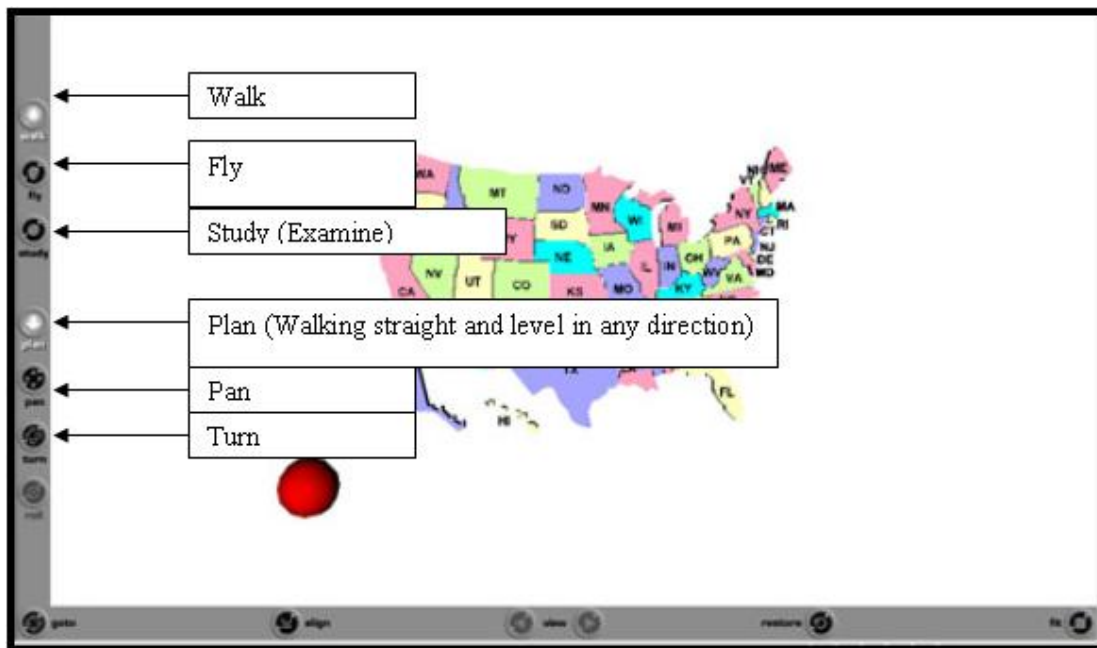 Walk
walk
Fly
fly
Study (Examine)
study
Plan (Walking straight and level in any direction)
plan
Pan
pan
Turn
turn
roll
WA
MT
ND
MN
WI
MI
VT
NH
ME
NY
MA
RI
CT
NJ
DE
MD
SD
IA
PA
NE
NV
UT
CO
CA
KS
MO
IL
IN
OH
WV
VA
KY
TX
FL
HI
goto
align
view
restore
fit